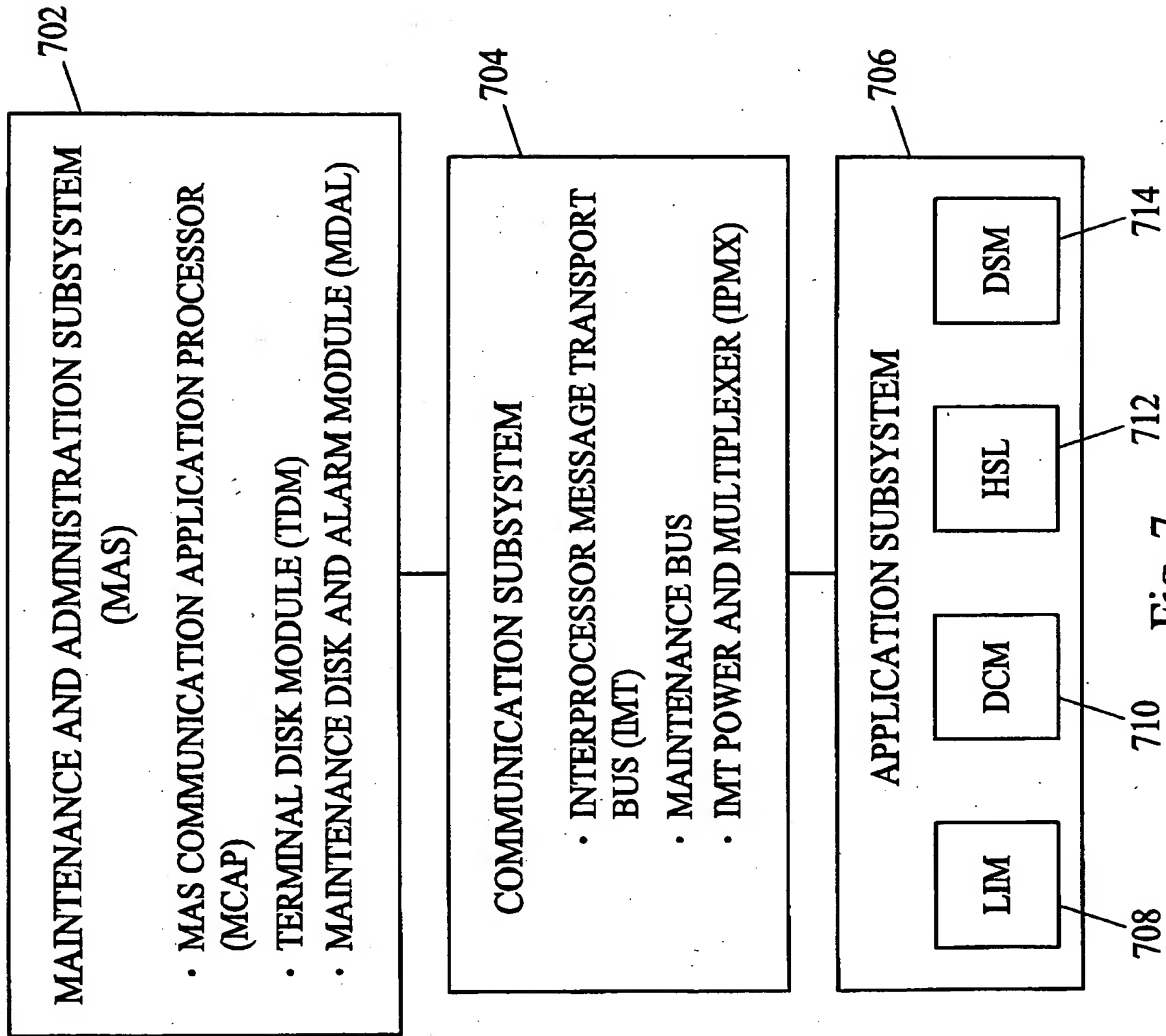 702
MAINTENANCE AND ADMINISTRATION SUBSYSTEM
(MAS)
· MAS COMMUNICATION APPLICATION PROCESSOR
(MCAP)
· TERMINAL DISK MODULE (TDM)
· MAINTENANCE DISK AND ALARM MODULE (MDAL)
704
COMMUNICATION SUBSYSTEM
· INTERPROCESSOR MESSAGE TRANSPORT
BUS (IMT)
· MAINTENANCE BUS
· IMT POWER AND MULTIPLEXER (IPMX)
706
APPLICATION SUBSYSTEM
LIM
DCM
HSL
DSM
708
710
712
714
Fig. 7